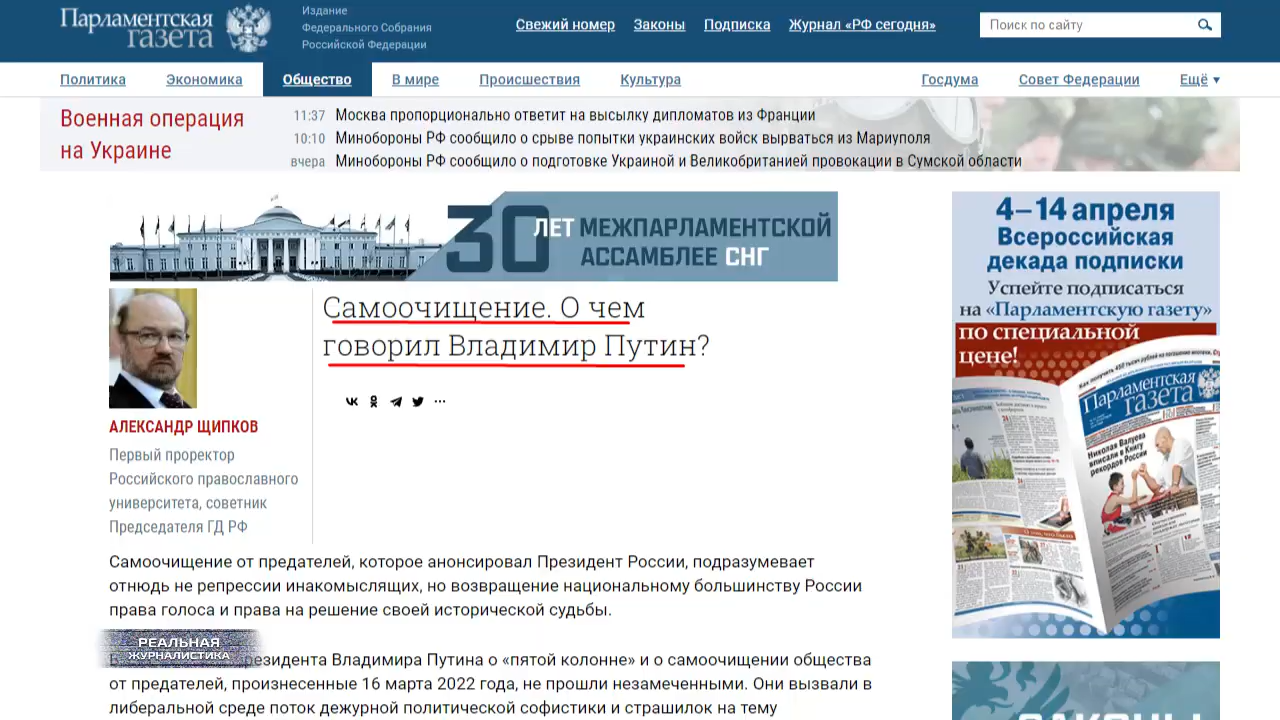 Парламентская
газета
Издание
Федерального Собрания
Российской Федерации
Свежий номер
Законы
Подписка
Журнал «РФ сегодня»
Поиск по сайту
Политика
Экономика
Общество
В мире
Происшествия
Культура
Госдума
Совет Федерации
Ещё ▾
Военная операция
на Украине
11:37 Москва пропорционально ответит на высылку дипломатов из Франции
10:10 Минобороны РФ сообщило о срыве попытки украинских войск вырваться из Мариуполя
вчера Минобороны РФ сообщило о подготовке Украиной и Великобританией провокации в Сумской области
30 ЛЕТ МЕЖПАРЛАМЕНТСКОЙ
АССАМБЛЕЕ СНГ
Самоочищение. О чем
говорил Владимир Путин?
АЛЕКСАНДР ЩИПКОВ
Первый проректор
Российского православного
университета, советник
Председателя ГД РФ
Самоочищение от предателей, которое анонсировал Президент России, подразумевает
отнюдь не репрессии инакомыслящих, но возвращение национальному большинству России
права голоса и права на решение своей исторической судьбы.
РЕАЛЬНАЯ
ЖУРНАЛИСТИКА
резидента Владимира Путина о «пятой колонне» и о самоочищении общества
от предателей, произнесенные 16 марта 2022 года, не прошли незамеченными. Они вызвали в
либеральной среде поток дежурной политической софистики и страшилок на тему
4–14 апреля
Всероссийская
декада подписки
Успейте подписаться
на «Парламентскую газету»
по специальной
цене!
Парламентская
газета
Николая Валуева
вписали в Книгу
рекордов России